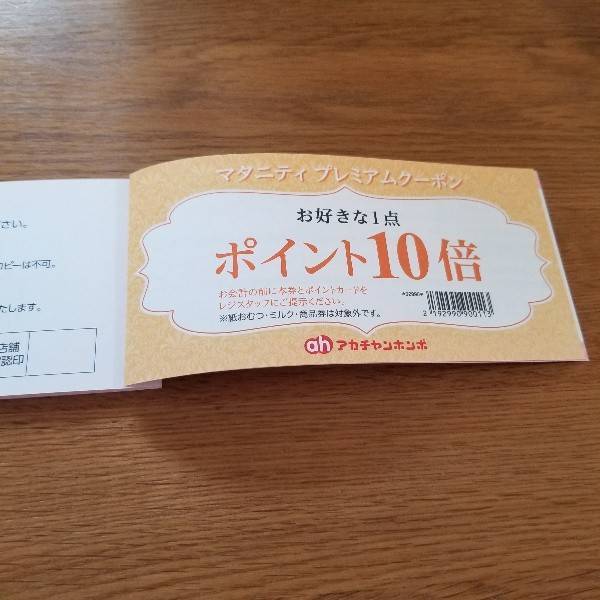 ださい。
コピーは不可。
たします。
店舗
確認印
マタニティ プレミアムクーポン
お好きな1点
ポイント10倍
お会計の前に本券とポイントカードを
レジスタッフにご提示ください。
※紙おむつ・ミルク・商品券は対象外です。
2192990900513
ah アカチャンホンポ